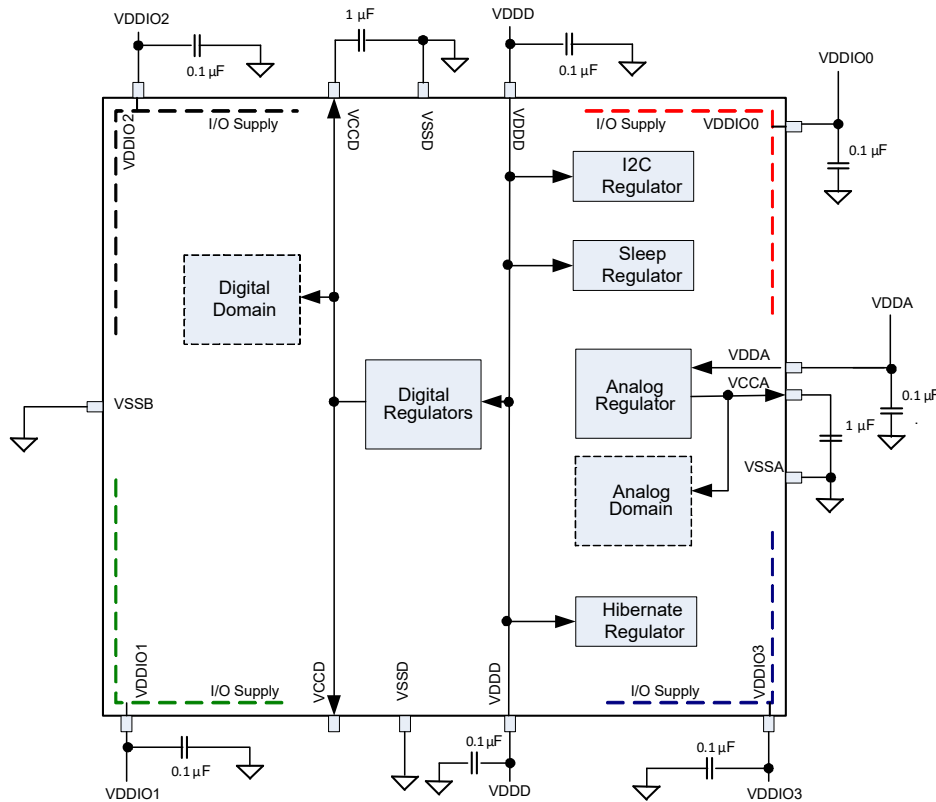 VDDIO2
1 µF
VDDD
0.1 µF
0.1 µF
VDDIO0
0.1 µF
VDDIO2
I/O Supply
VCCD
VSSD
VDDD
I/O Supply
VDDIO0
I2C
Regulator
Sleep
Regulator
Digital
Domain
VDDA
VDDA
Digital
Regulators
Analog
Regulator
VCCA
0.1 µF
.
1 µF
VSSB
VSSA
Analog
Domain
Hibernate
Regulator
VDDIO1
I/O Supply
VCCD
VSSD
VDDD
I/O Supply
VDDIO3
0.1 µF
0.1 µF
0.1 µF
VDDIO1
VDDD
VDDIO3